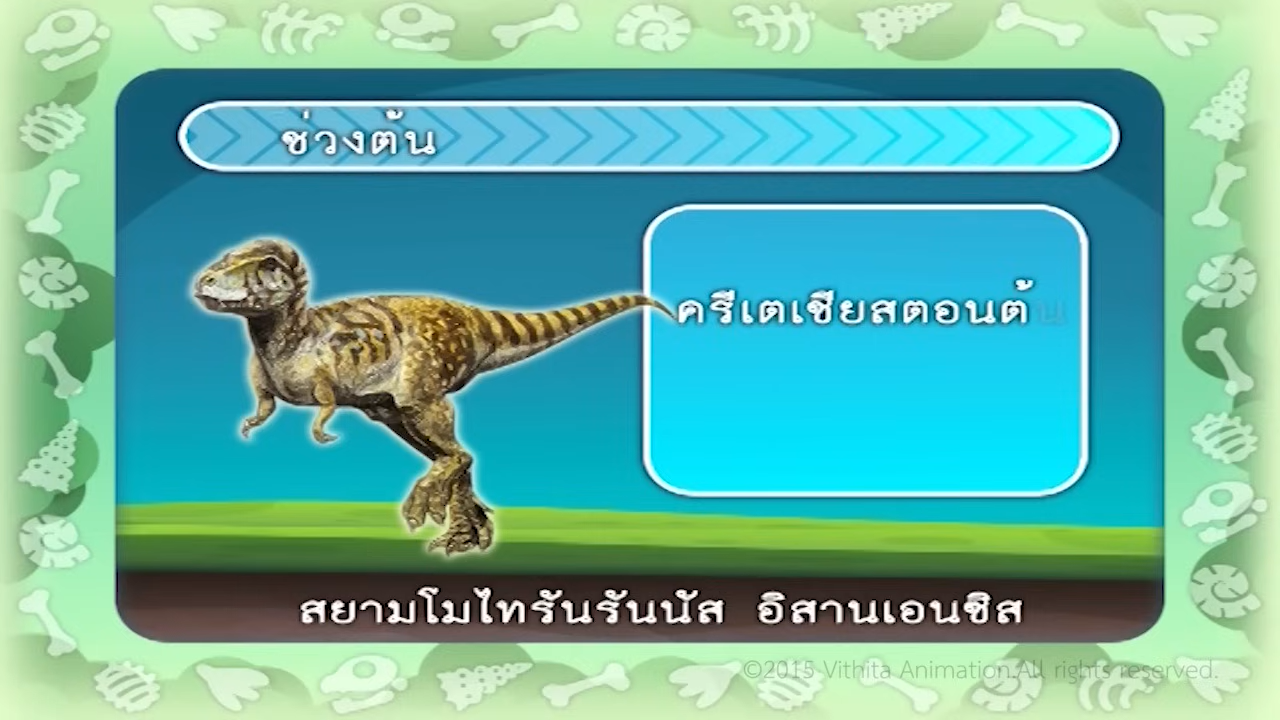 ช่วงต้น
ครีเตเชียสตอนต้น
สยามโมไทรันรันนัส อิสานเอนซิส
©2015 Vithita Animation.All rights reserved.